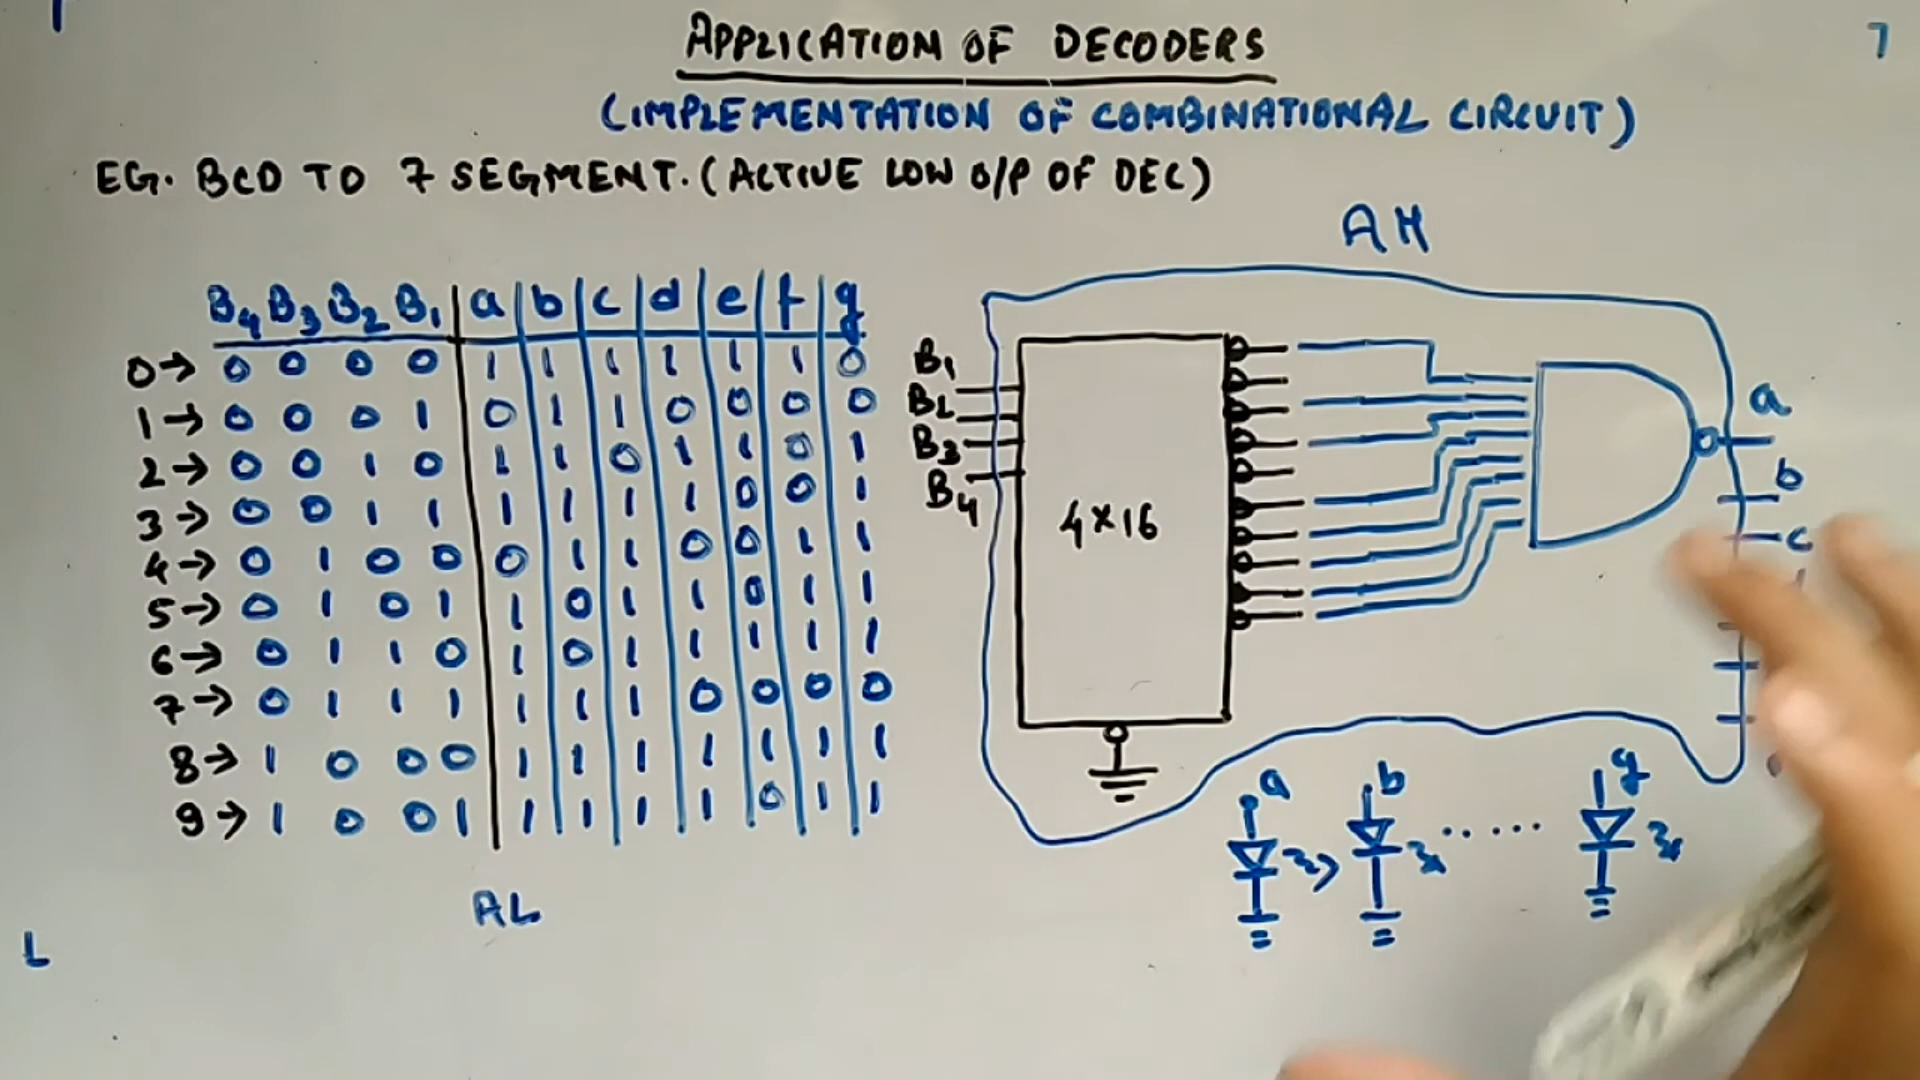 7
APPLICATION OF DECODERS
(IMPLEMENTATION OF COMBINATIONAL CIRCUIT)
EG. BCD TO 7 SEGMENT. (ACTIVE LOW O/P OF DEC)
AH
B4 B3 B2 B1 a b c d e f g
0→ 0 0 0 0 1 1 1 1 1 1 0
1→ 0 0 0 1 0 1 1 0 0 0 0
2→ 0 0 1 0 1 1 0 1 1 0 1
3→ 0 0 1 1 1 1 1 1 0 0 1
4→ 0 1 0 0 0 1 1 0 0 1 1
5→ 0 1 0 1 1 0 1 1 0 1 1
6→ 0 1 1 0 1 0 1 1 1 1 1
7→ 0 1 1 1 1 1 1 0 0 0 0
8→ 1 0 0 0 1 1 1 1 1 1 1
9→ 1 0 0 1 1 1 1 1 0 1 1
AL
L
B1
B2
B3
B4
4×16
a
b
c
a b ...... g